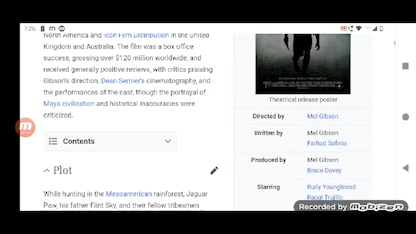 7:25
North America and Icon Film Distribution in the United
Kingdom and Australia. The film was a box office
success, grossing over $120 million worldwide, and
received generally positive reviews, with critics praising
Gibson's direction, Dean Semler's cinematography, and
the performances of the cast, though the portrayal of
Maya civilization and historical inaccuracies were
criticized.
Contents
Plot
While hunting in the Mesoamerican rainforest, Jaguar
Paw, his father Flint Sky, and their fellow tribesmen
Theatrical release poster
Directed by Mel Gibson
Written by Mel Gibson
Farhad Safinia
Produced by Mel Gibson
Bruce Davey
Starring Rudy Youngblood
Raoul Trujillo
Recorded by Mobizen